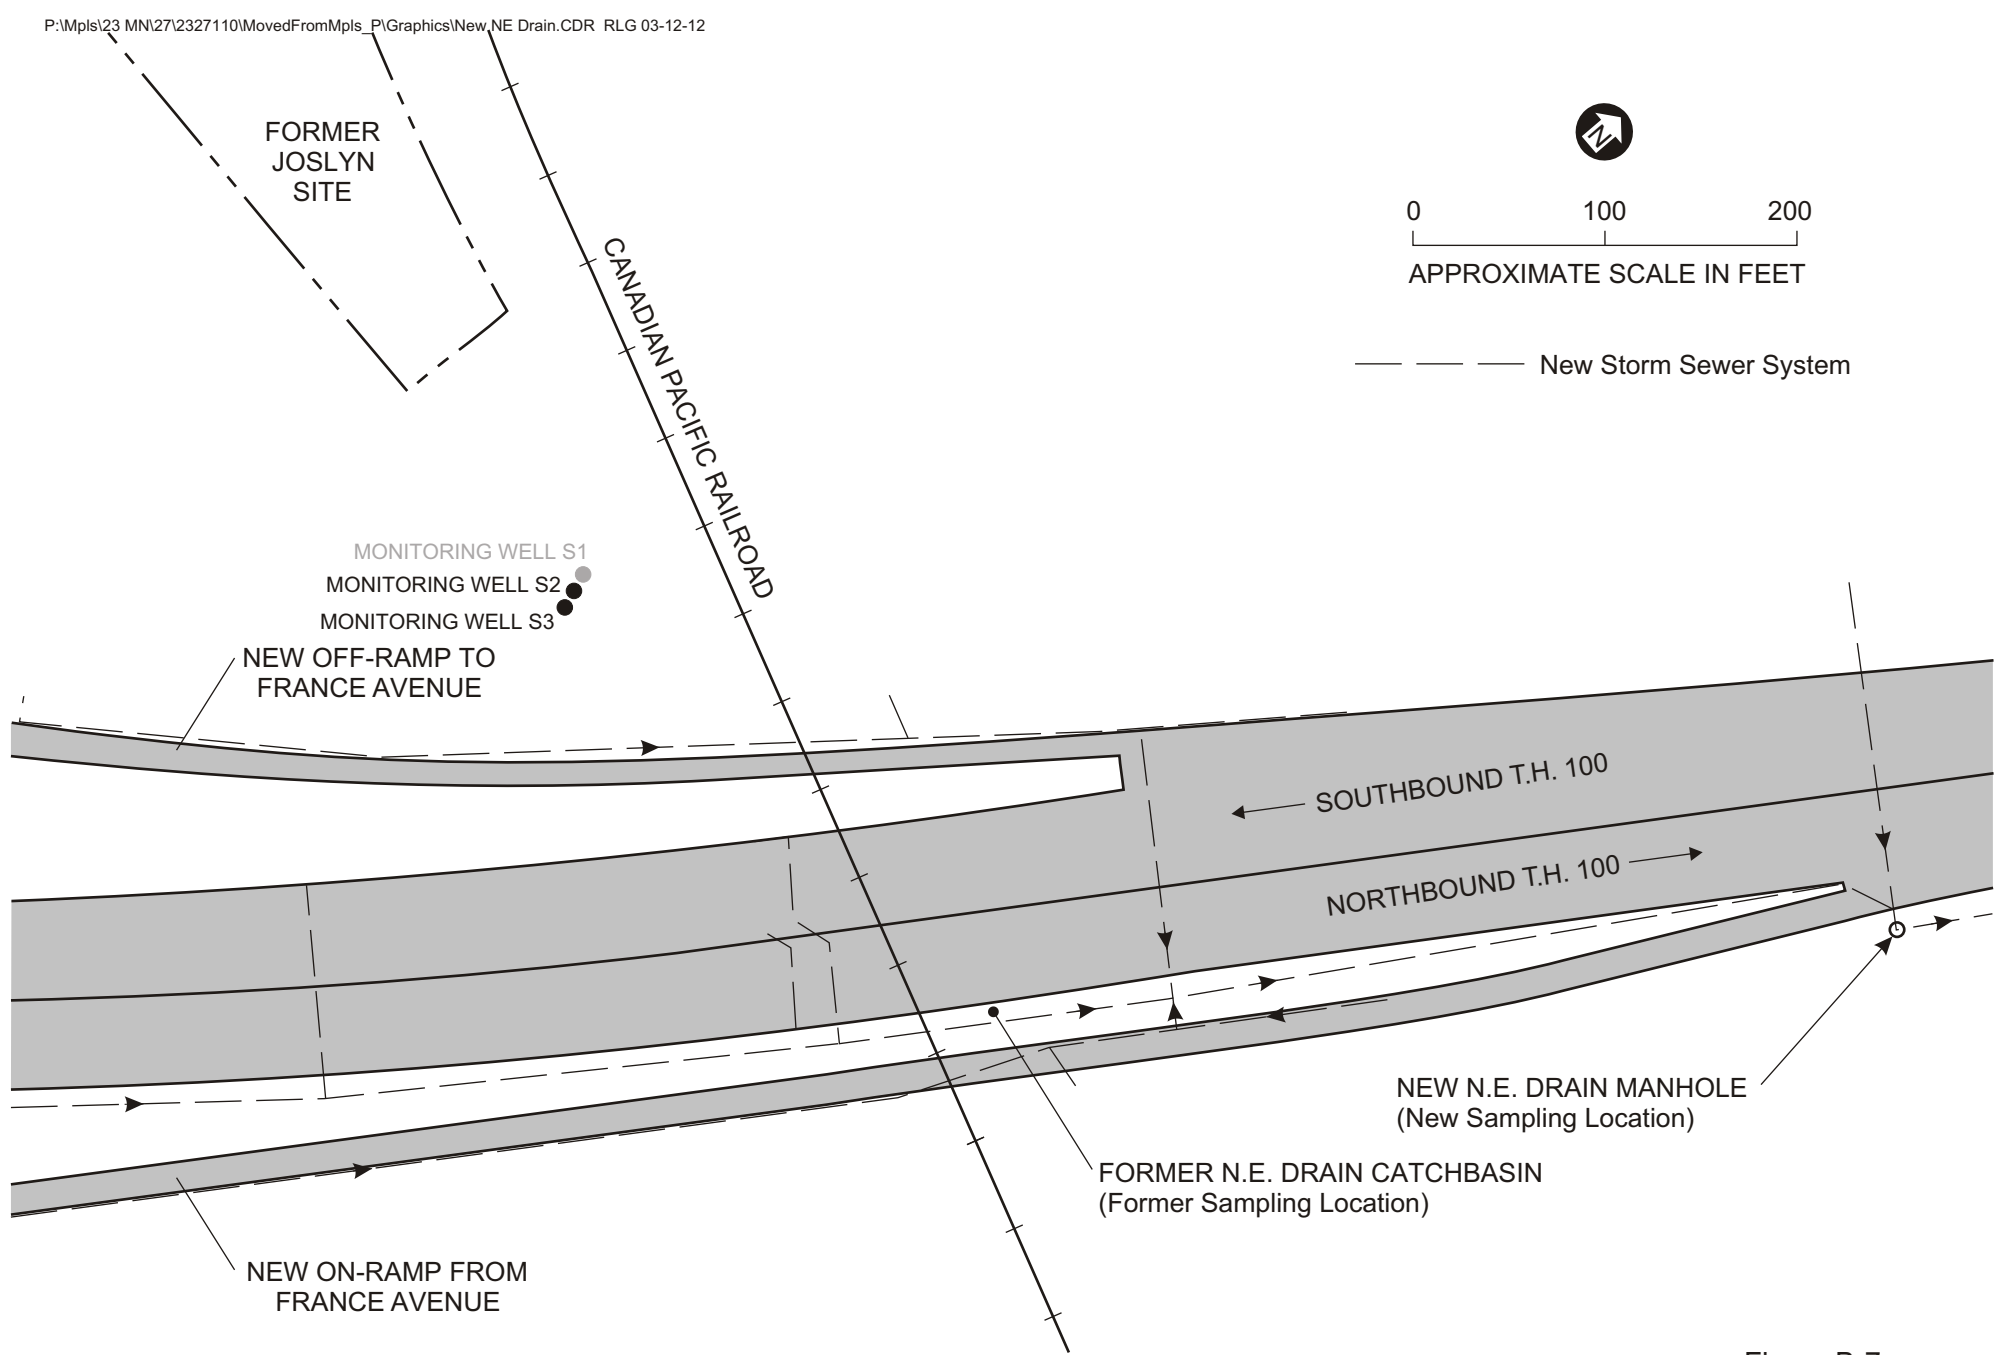 P:\Mpls\23 MN\27\2327110\MovedFromMpls_P\Graphics\New NE Drain.CDR RLG 03-12-12
FORMER
JOSLYN
SITE
N
0 100 200
APPROXIMATE SCALE IN FEET
New Storm Sewer System
CANADIAN PACIFIC RAILROAD
MONITORING WELL S1
MONITORING WELL S2
MONITORING WELL S3
NEW OFF-RAMP TO
FRANCE AVENUE
SOUTHBOUND T.H. 100
NORTHBOUND T.H. 100
NEW N.E. DRAIN MANHOLE
(New Sampling Location)
FORMER N.E. DRAIN CATCHBASIN
(Former Sampling Location)
NEW ON-RAMP FROM
FRANCE AVENUE